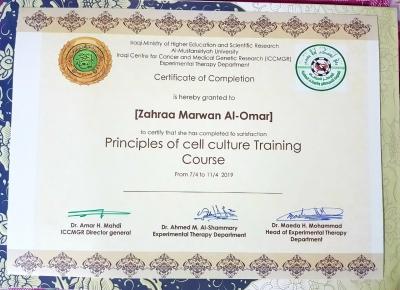 Iraqi Ministry of Higher Education and Scientific Research
Al-Mustansiriyah University
Iraqi Centre for Cancer and Medical Genetic Research (ICCMGR)
Experimental Therapy Department
Certificate of Completion
is hereby granted to
[Zahraa Marwan Al-Omar]
to certify that she has completed to satisfaction
Principles of cell culture Training
Course
From 7/4 to 11/4 2019
Dr. Amar H. Mahdi
ICCMGR Director general
Dr. Ahmed M. Al-Shammary
Experimental Therapy Department
Dr. Maeda H. Mohammad
Head of Experimental Therapy
Department